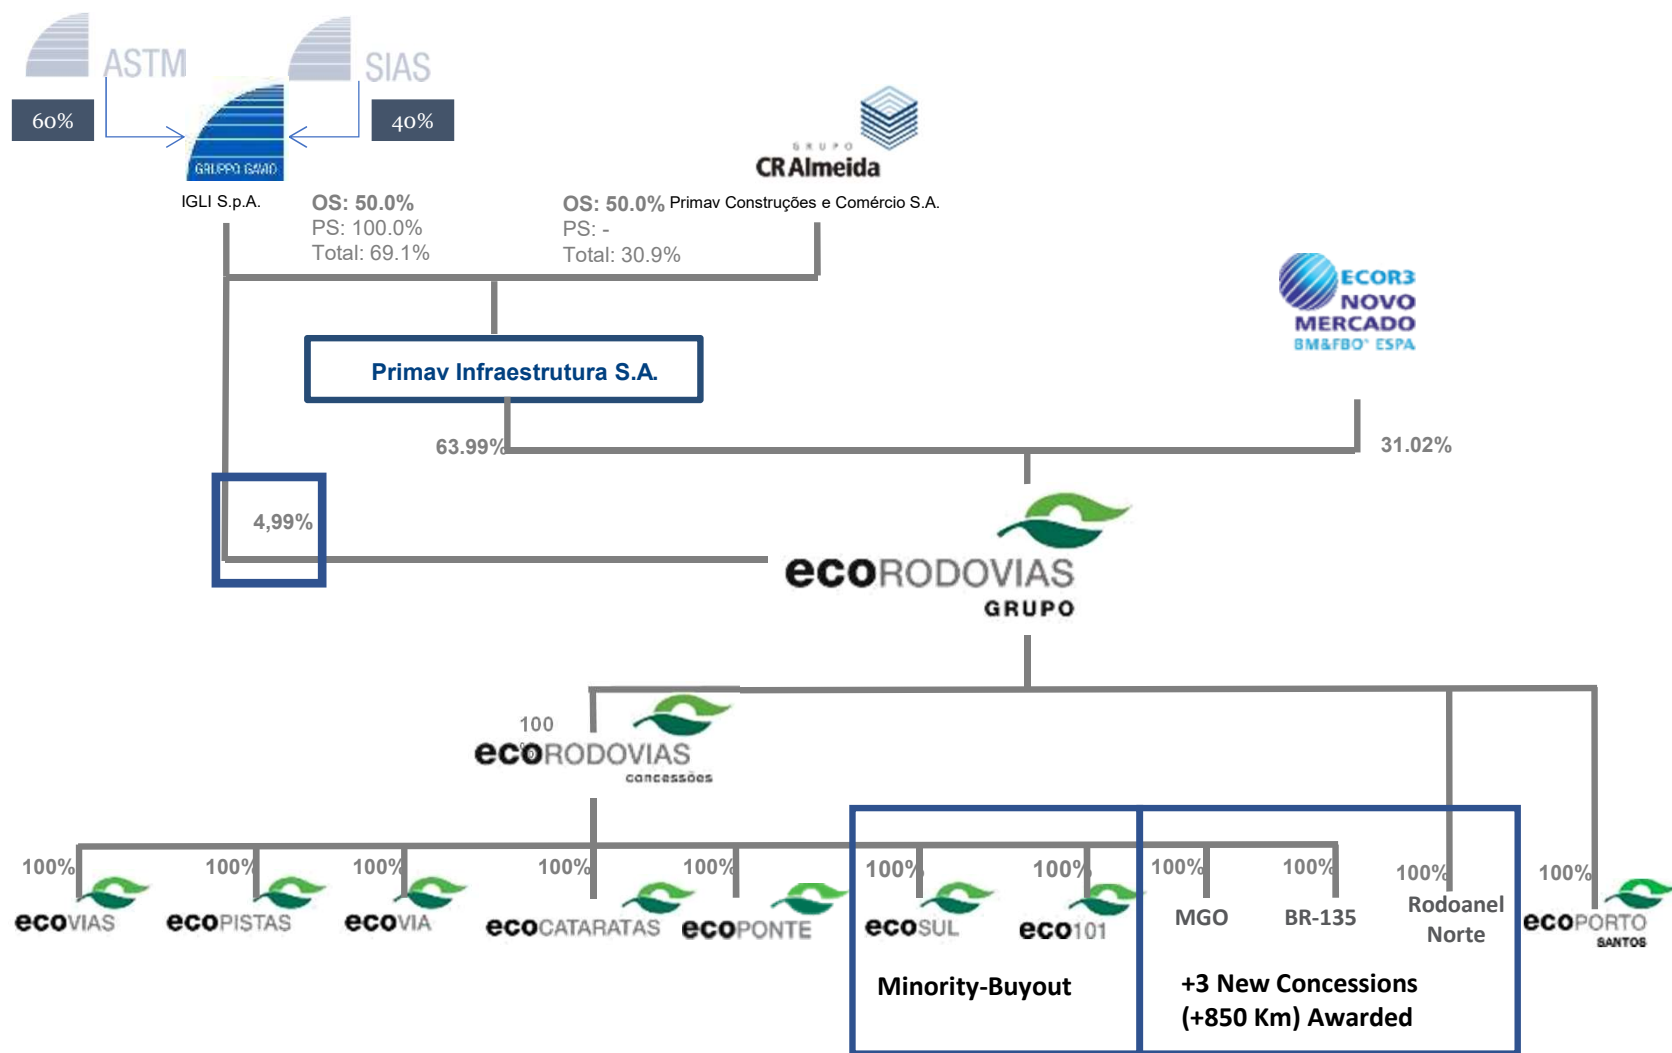 ASTM
SIAS
60%
40%
GRUPPO GAVIO
GRUPO
CR Almeida
IGLI S.p.A.
OS: 50.0%
PS: 100.0%
Total: 69.1%
OS: 50.0%
PS: -
Total: 30.9%
Primav Construções e Comércio S.A.
ECOR3
NOVO
MERCADO
BM&FBO° ESPA
Primav Infraestrutura S.A.
63.99%
31.02%
4,99%
ecoRODOVIAS
GRUPO
100
%
ecoRODOVIAS
concessões
100%
100%
100%
100%
100%
100%
100%
100%
100%
100%
100%
ecoVIAS
ecoPISTAS
ecoVIA
ecoCATARATAS
ecoPONTE
ecoSUL
eco101
MGO
BR-135
Rodoanel
Norte
ecoPORTO
SANTOS
Minority-Buyout
+3 New Concessions
(+850 Km) Awarded